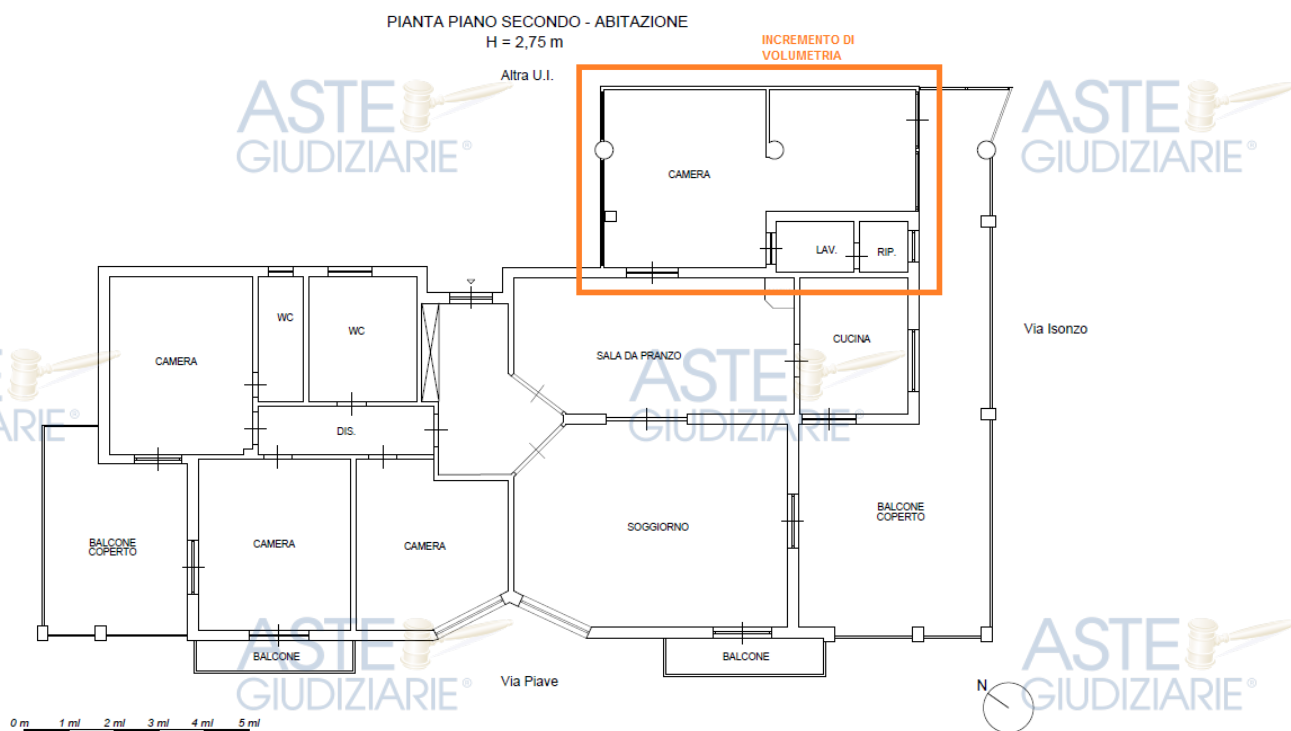 PIANTA PIANO SECONDO - ABITAZIONE
H = 2,75 m
INCREMENTO DI
VOLUMETRIA
Altra U.I.
ASTE
GIUDIZIARIE®
ASTE
GIUDIZIARIE®
CAMERA
LAV.
RIP.
WC
WC
CAMERA
SALA DA PRANZO
CUCINA
Via Isonzo
ARIE®
ASTE
GIUDIZIARIE®
DIS.
BALCONE
COPERTO
CAMERA
CAMERA
SOGGIORNO
BALCONE
COPERTO
ASTE
GIUDIZIARIE®
ASTE
GIUDIZIARIE®
BALCONE
BALCONE
Via Piave
N
0 m 1 ml 2 ml 3 ml 4 ml 5 ml